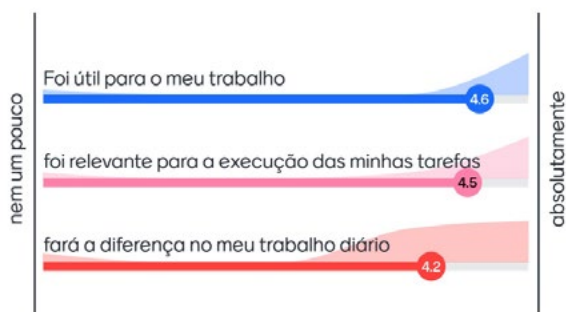 nem um pouco
Foi útil para o meu trabalho
4.6
foi relevante para a execução das minhas tarefas
4.5
fará a diferença no meu trabalho diário
4.2
absolutamente